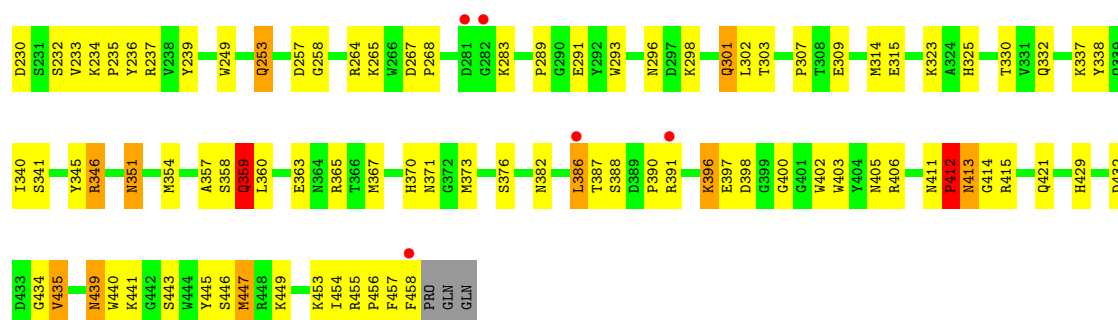 D230 S231 S232 V233 K234 P235 Y236 R237 V238 Y239 W249 Q253 D257 G258 R264 K265 W266 D267 P268 D281 G282 K283 P289 G290 E291 Y292 W293 N296 D297 K298 Q301 L302 T303 P307 T308 E309 M314 E315 K323 A324 H325 T330 V331 Q332 K337 Y338
I340 S341 Y345 R346 N351 M354 A357 S358 Q359 L360 E363 N364 R365 T366 M367 H370 N371 G372 M373 S376 N382 L386 T387 S388 D389 P390 R391 K396 E397 D398 G399 G400 G401 W402 W403 Y404 N405 R406 N411 P412 N413 G414 R415 Q421 H429
D433 G434 V435 N439 W440 K441 G442 S443 W444 Y445 S446 M447 R448 K449 K453 I454 R455 P456 F457 F458 PRO GLN GLN